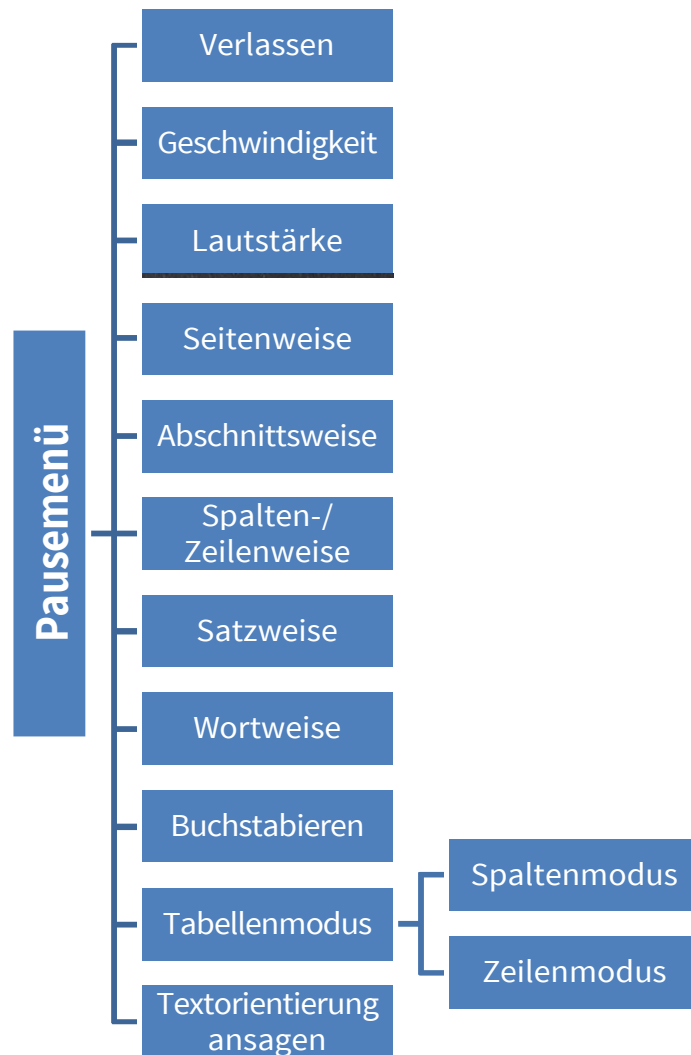 Pausemenü
Verlassen
Geschwindigkeit
Lautstärke
Seitenweise
Abschnittsweise
Spalten-/
Zeilenweise
Satzweise
Wortweise
Buchstabieren
Tabellenmodus
Spaltenmodus
Zeilenmodus
Textorientierung
ansagen